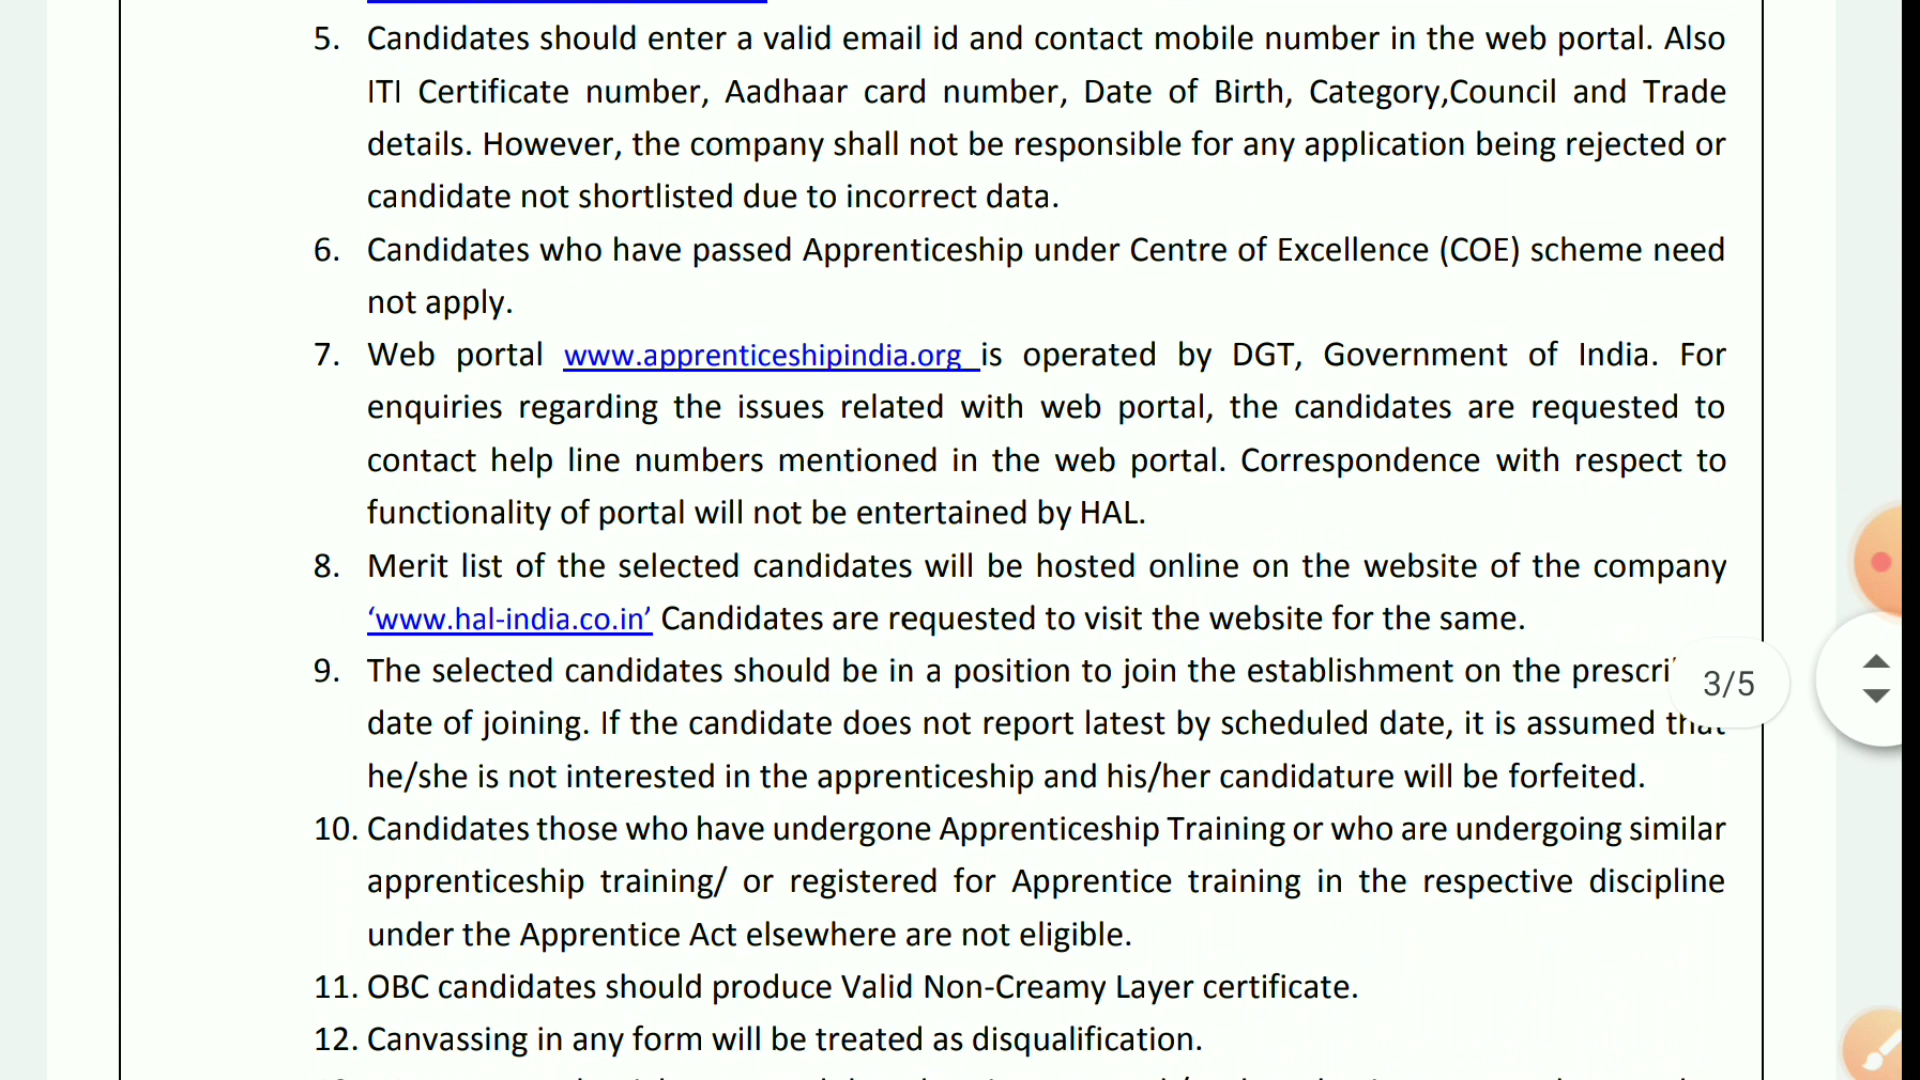 5. Candidates should enter a valid email id and contact mobile number in the web portal. Also
ITI Certificate number, Aadhaar card number, Date of Birth, Category,Council and Trade
details. However, the company shall not be responsible for any application being rejected or
candidate not shortlisted due to incorrect data.
6. Candidates who have passed Apprenticeship under Centre of Excellence (COE) scheme need
not apply.
7. Web portal www.apprenticeshipindia.org is operated by DGT, Government of India. For
enquiries regarding the issues related with web portal, the candidates are requested to
contact help line numbers mentioned in the web portal. Correspondence with respect to
functionality of portal will not be entertained by HAL.
8. Merit list of the selected candidates will be hosted online on the website of the company
‘www.hal-india.co.in’ Candidates are requested to visit the website for the same.
9. The selected candidates should be in a position to join the establishment on the
3/5
date of joining. If the candidate does not report latest by scheduled date, it is assumed that
he/she is not interested in the apprenticeship and his/her candidature will be forfeited.
10. Candidates those who have undergone Apprenticeship Training or who are undergoing similar
apprenticeship training/ or registered for Apprentice training in the respective discipline
under the Apprentice Act elsewhere are not eligible.
11. OBC candidates should produce Valid Non-Creamy Layer certificate.
12. Canvassing in any form will be treated as disqualification.